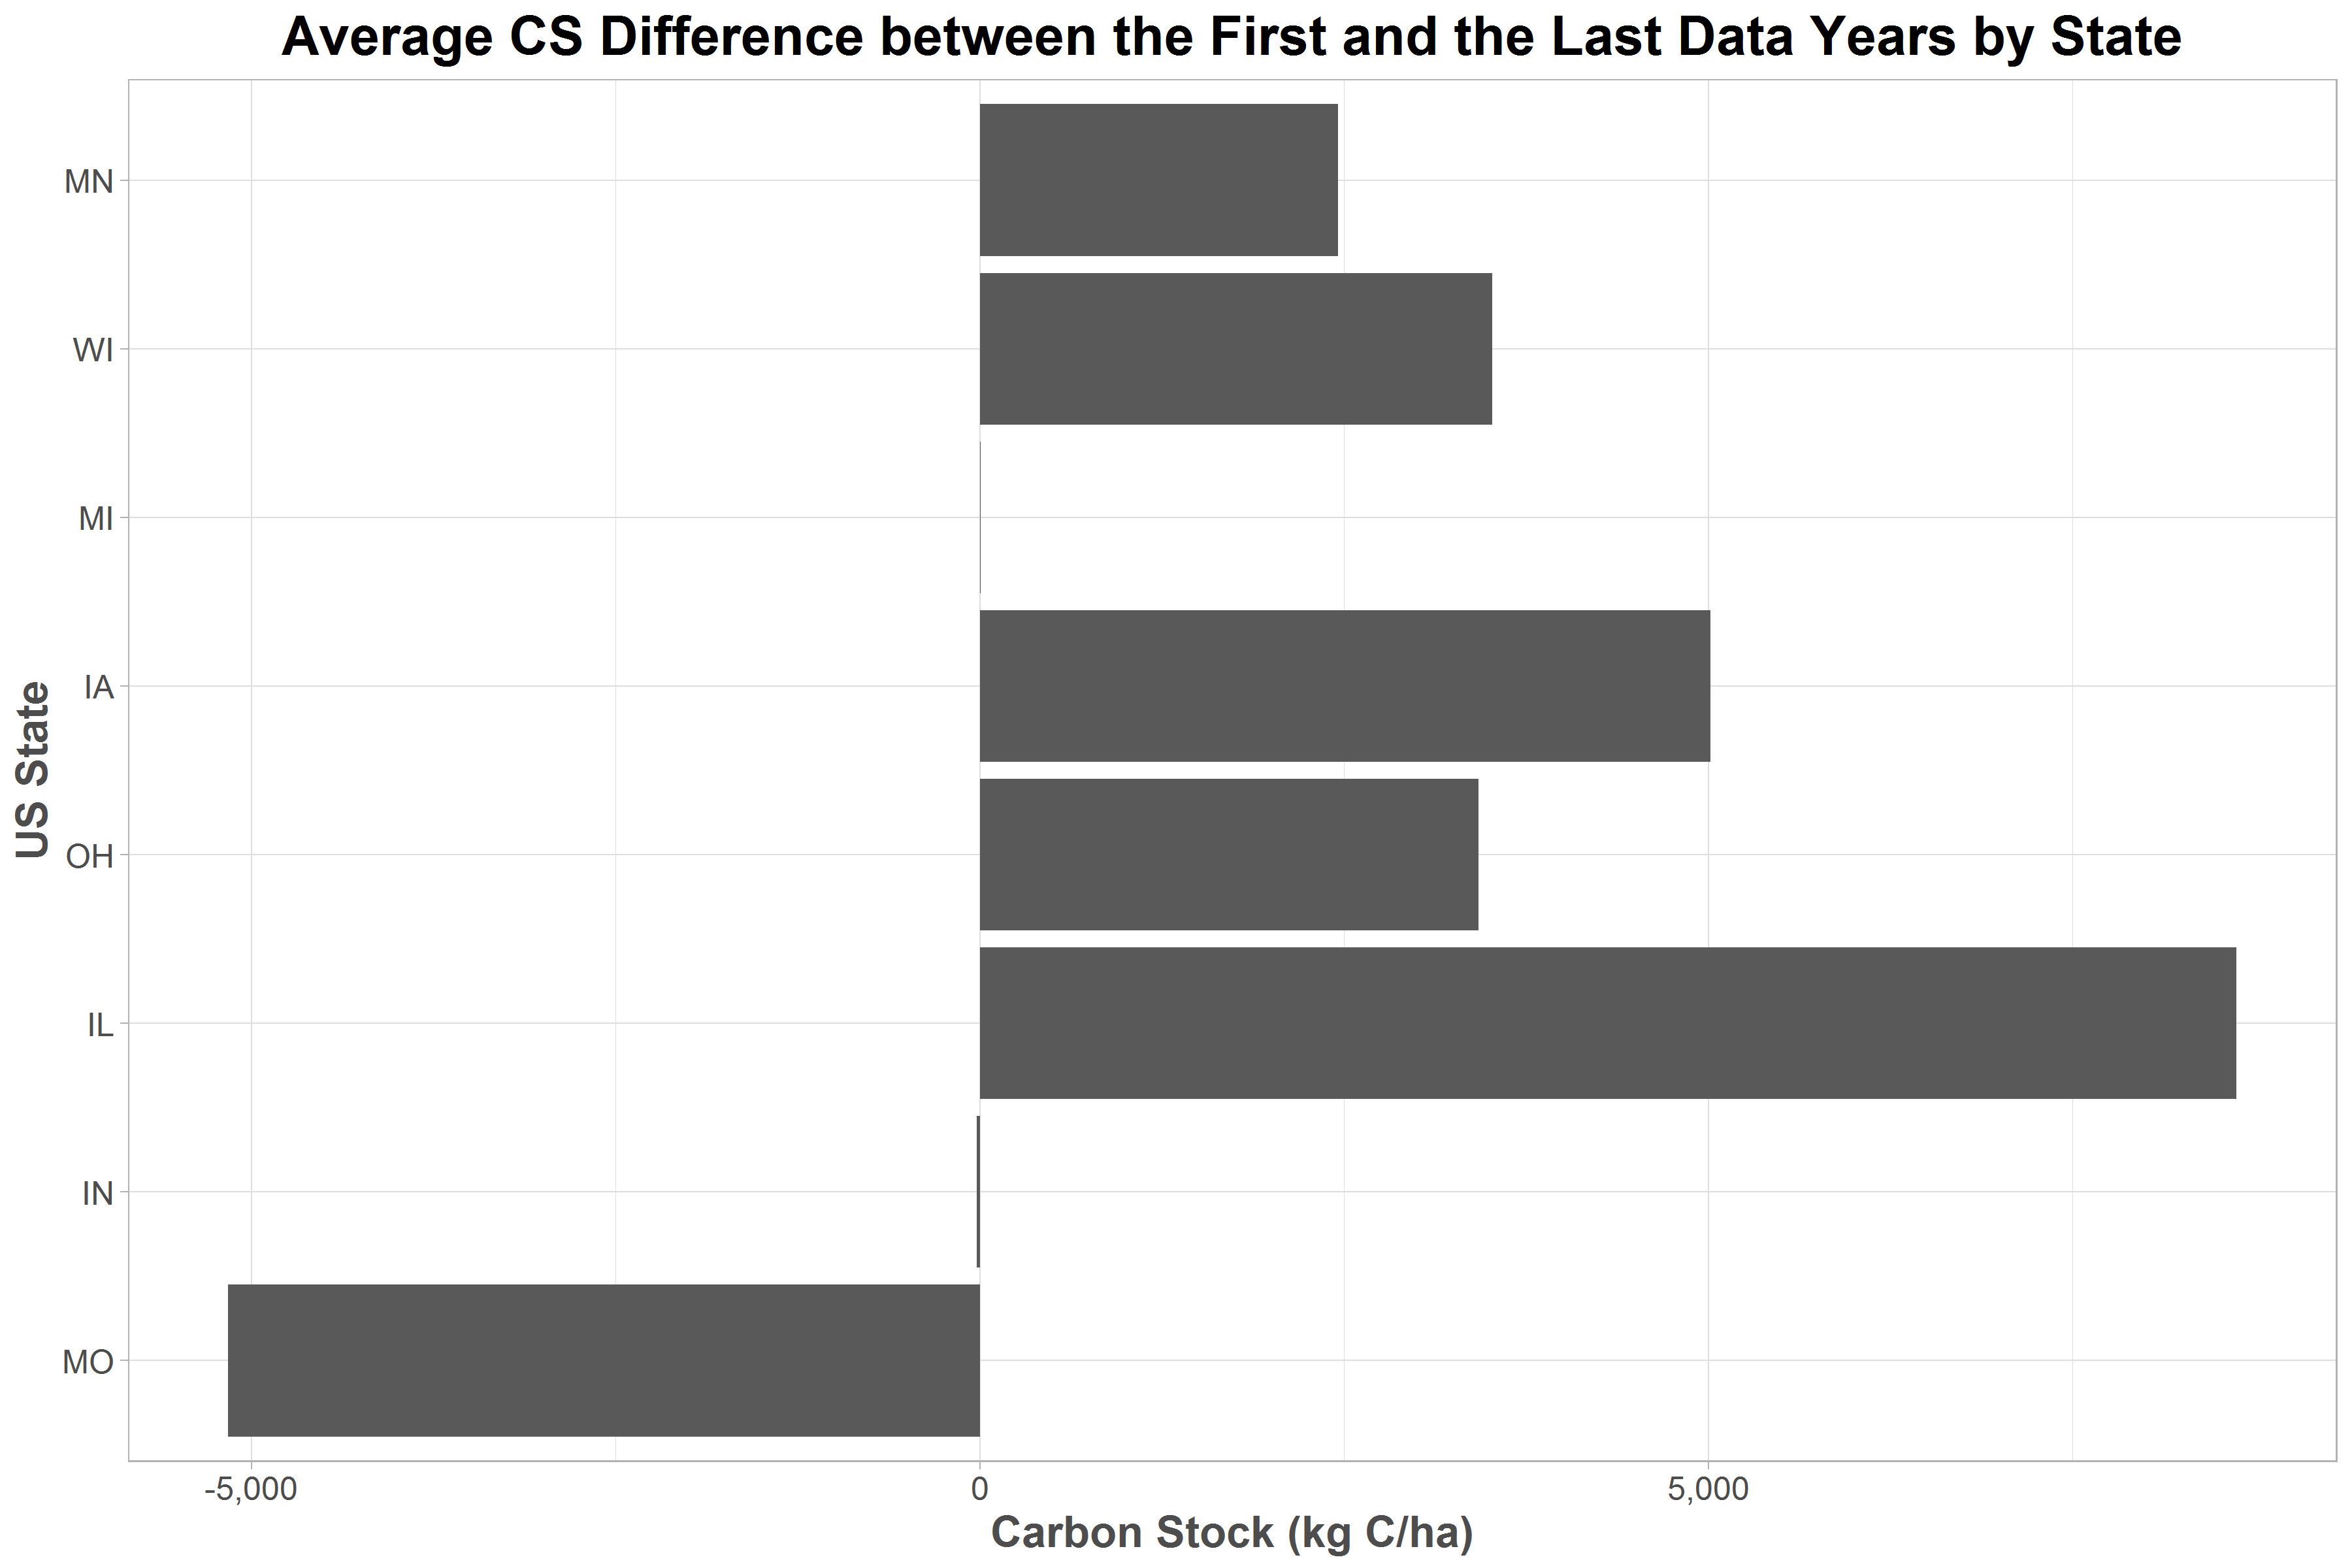 Average CS Difference between the First and the Last Data Years by State
US State
MN
WI
MI
IA
OH
IL
IN
MO
-5,000
0
5,000
Carbon Stock (kg C/ha)